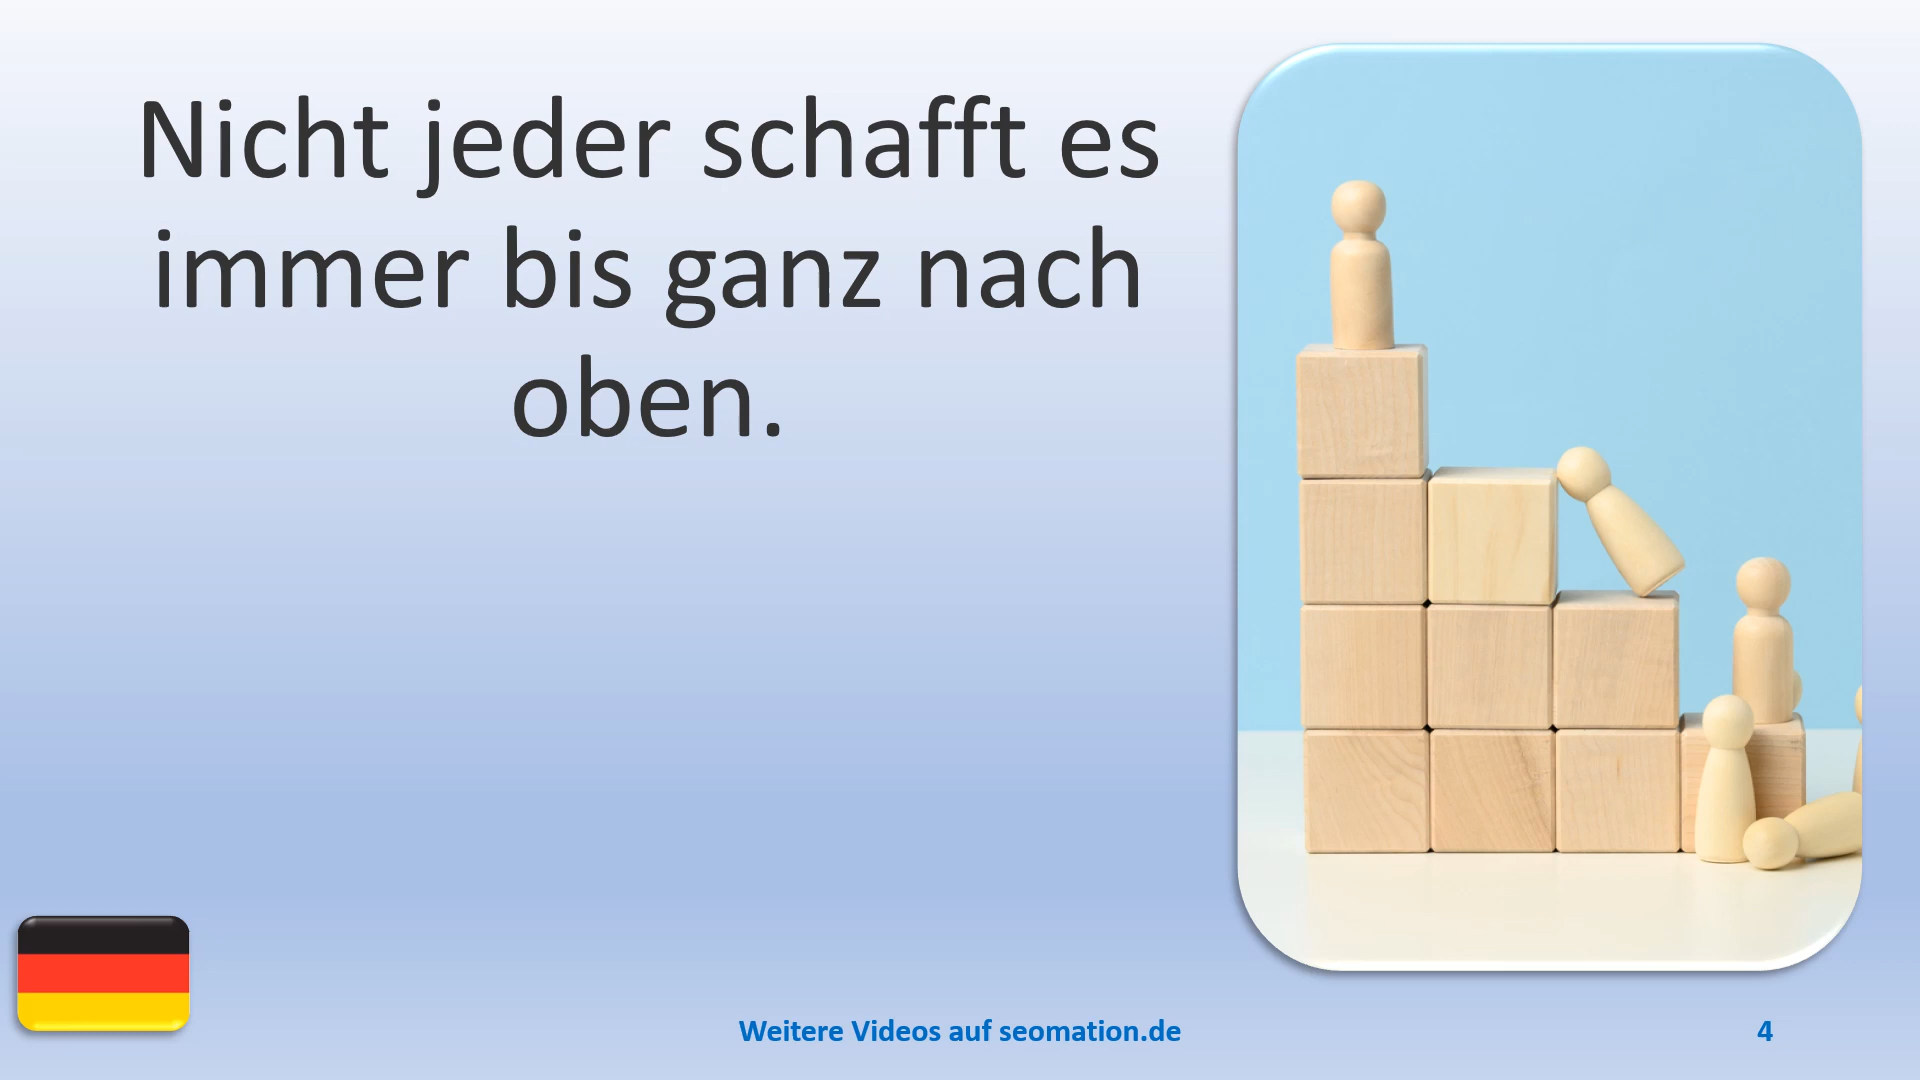 Nicht jeder schafft es
immer bis ganz nach
oben.
Weitere Videos auf seomation.de
4